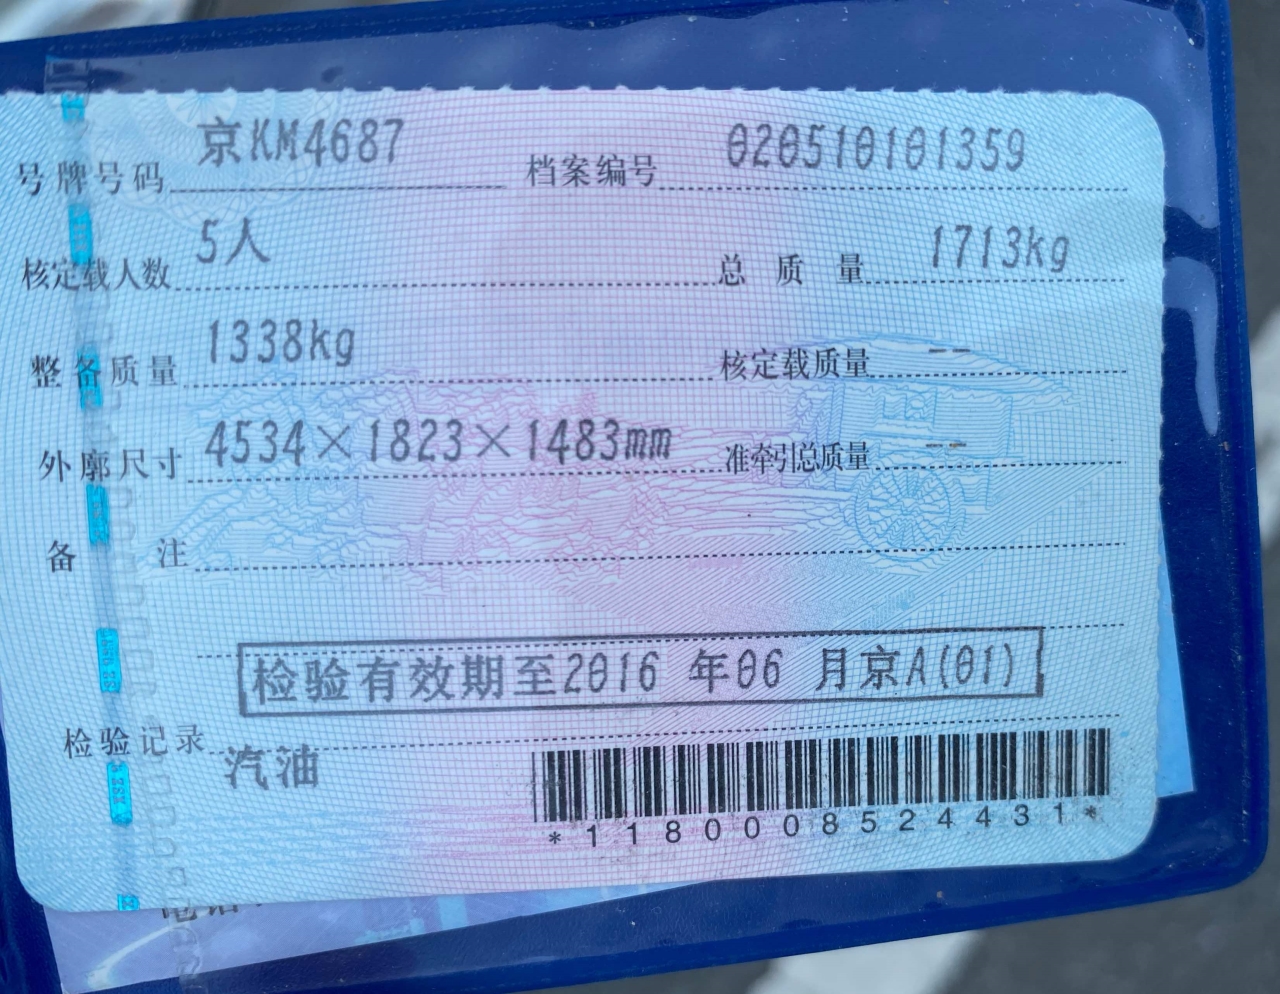 号牌号码 京KM4687 档案编号 020510101359
核定载人数 5人 总质量 1713kg
整备质量 1338kg 核定载质量 --
外廓尺寸 4534×1823×1483mm 准牵引总质量 --
备注
检验有效期至2016 年06 月京A(01)
检验记录
汽油
*1180008524431*